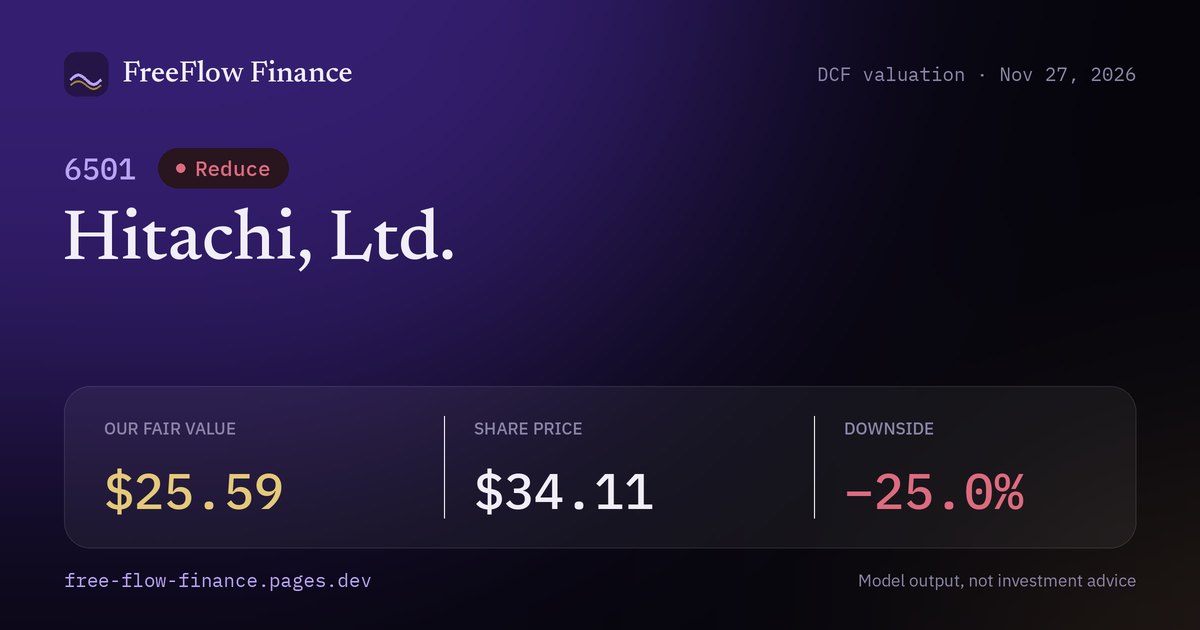 FreeFlow Finance
DCF valuation · Nov 27, 2026
6501
Reduce
Hitachi, Ltd.
OUR FAIR VALUE
$25.59
SHARE PRICE
$34.11
DOWNSIDE
−25.0%
free-flow-finance.pages.dev
Model output, not investment advice